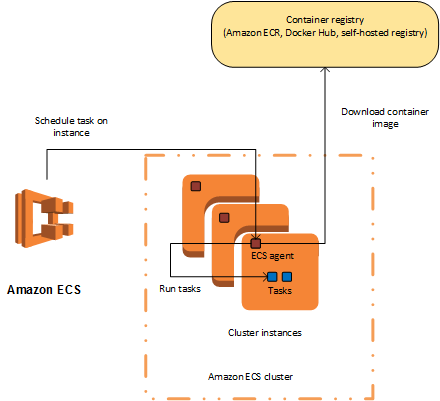 Container registry
(Amazon ECR, Docker Hub, self-hosted registry)
Schedule task on
instance
Download container
image
ECS agent
Amazon ECS
Run tasks
Tasks
Cluster instances
Amazon ECS cluster